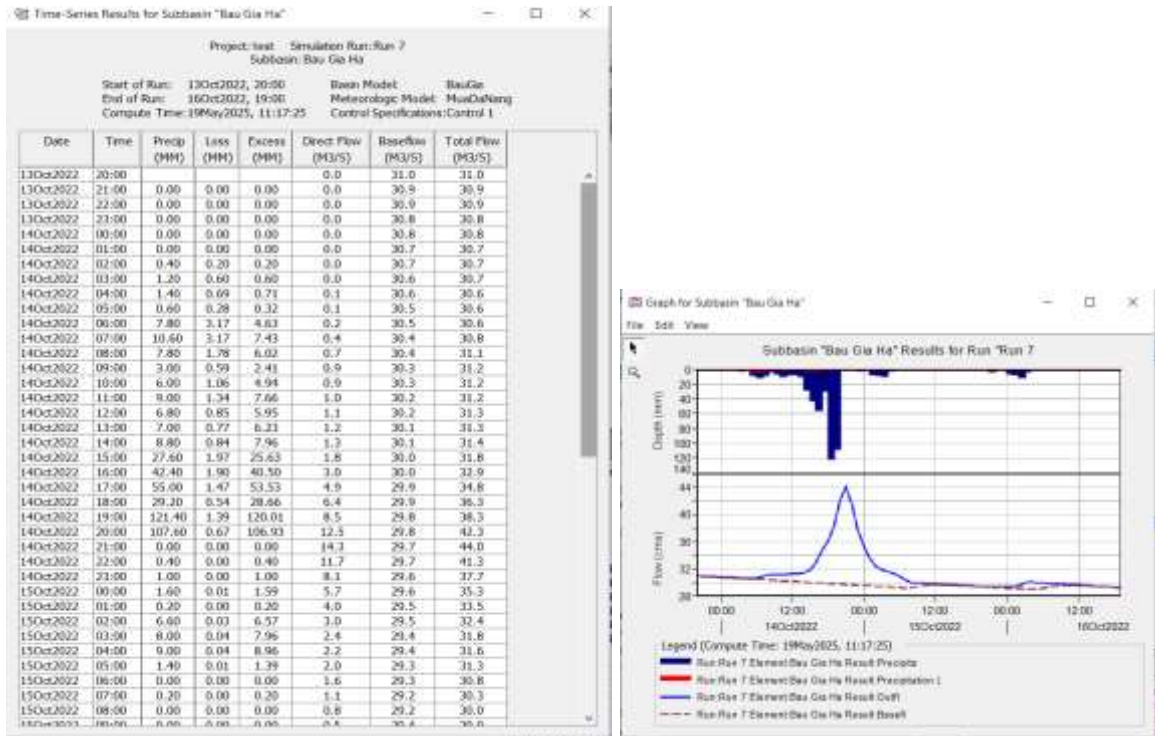 Time-Series Results for Subbasin "Bau Gia Ha"
Project: test Simulation Run: Run 7
Subbasin: Bau Gia Ha
Start of Run: 13Oct2022, 20:00 Basin Model: BauGia
End of Run: 16Oct2022, 19:00 Meteorologic Model: MuaDaNang
Compute Time: 19May2025, 11:17:25 Control Specifications: Control 1
Date Time Precip Loss Excess Direct Flow Baseflow Total Flow
(MM) (MM) (MM) (M3/S) (M3/S) (M3/S)
13Oct2022 20:00 0.0 31.0 31.0
13Oct2022 21:00 0.00 0.00 0.00 0.0 30.9 30.9
13Oct2022 22:00 0.00 0.00 0.00 0.0 30.9 30.9
13Oct2022 23:00 0.00 0.00 0.00 0.0 30.8 30.8
14Oct2022 00:00 0.00 0.00 0.00 0.0 30.8 30.8
14Oct2022 01:00 0.00 0.00 0.00 0.0 30.7 30.7
14Oct2022 02:00 0.40 0.20 0.20 0.0 30.7 30.7
14Oct2022 03:00 1.20 0.60 0.60 0.0 30.6 30.7
14Oct2022 04:00 1.40 0.69 0.71 0.1 30.6 30.6
14Oct2022 05:00 0.60 0.28 0.32 0.1 30.5 30.6
14Oct2022 06:00 7.80 3.17 4.63 0.2 30.5 30.6
14Oct2022 07:00 10.60 3.17 7.43 0.4 30.4 30.8
14Oct2022 08:00 7.80 1.78 6.02 0.7 30.4 31.1
14Oct2022 09:00 3.00 0.59 2.41 0.9 30.3 31.2
14Oct2022 10:00 6.00 1.06 4.94 0.9 30.3 31.2
14Oct2022 11:00 9.00 1.34 7.66 1.0 30.2 31.2
14Oct2022 12:00 6.80 0.85 5.95 1.1 30.2 31.3
14Oct2022 13:00 7.00 0.77 6.23 1.2 30.1 31.3
14Oct2022 14:00 8.80 0.84 7.96 1.3 30.1 31.4
14Oct2022 15:00 27.60 1.97 25.63 1.8 30.0 31.8
14Oct2022 16:00 42.40 1.90 40.50 3.0 30.0 32.9
14Oct2022 17:00 55.00 1.47 53.53 4.9 29.9 34.8
14Oct2022 18:00 29.20 0.54 28.66 6.4 29.9 36.3
14Oct2022 19:00 121.40 1.39 120.01 8.5 29.8 38.3
14Oct2022 20:00 107.60 0.67 106.93 12.5 29.8 42.3
14Oct2022 21:00 0.00 0.00 0.00 14.3 29.7 44.0
14Oct2022 22:00 0.40 0.00 0.40 11.7 29.7 41.3
14Oct2022 23:00 1.00 0.00 1.00 8.1 29.6 37.7
15Oct2022 00:00 1.60 0.01 1.59 5.7 29.6 35.3
15Oct2022 01:00 0.20 0.00 0.20 4.0 29.5 33.5
15Oct2022 02:00 6.60 0.03 6.57 3.0 29.5 32.4
15Oct2022 03:00 8.00 0.04 7.96 2.4 29.4 31.8
15Oct2022 04:00 9.00 0.04 8.96 2.2 29.4 31.6
15Oct2022 05:00 1.40 0.01 1.39 2.0 29.3 31.3
15Oct2022 06:00 0.00 0.00 0.00 1.6 29.3 30.8
15Oct2022 07:00 0.20 0.00 0.20 1.1 29.2 30.3
15Oct2022 08:00 0.00 0.00 0.00 0.8 29.2 30.0
Graph for Subbasin "Bau Gia Ha"
File Edit View
Subbasin "Bau Gia Ha" Results for Run "Run 7
0
20
40
60
80
100
120
140
Depth (mm)
44
40
36
32
28
Flow (cms)
00:00 12:00 00:00 12:00 00:00 12:00
14Oct2022 15Oct2022 16Oct2022
Legend (Compute Time: 19May2025, 11:17:25)
Run:Run 7 Element:Bau Gia Ha Result:Precipita
Run:Run 7 Element:Bau Gia Ha Result:Precipitation 1
Run:Run 7 Element:Bau Gia Ha Result:Outfl
Run:Run 7 Element:Bau Gia Ha Result:Basefl